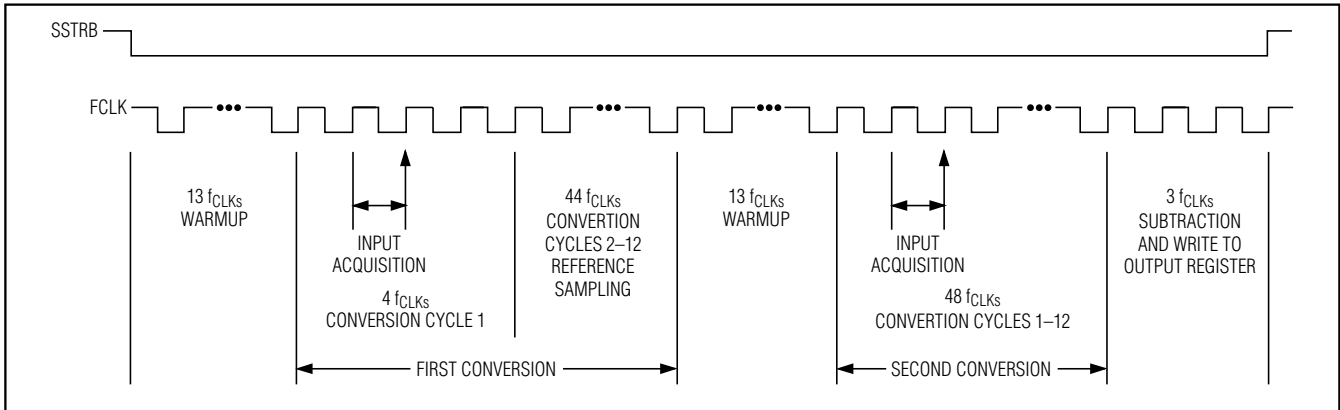 SSTRB
FCLK
13 fCLKs
WARMUP
INPUT
ACQUISITION
4 fCLKs
CONVERSION CYCLE 1
44 fCLKs
CONVERTION
CYCLES 2–12
REFERENCE
SAMPLING
FIRST CONVERSION
13 fCLKs
WARMUP
INPUT
ACQUISITION
48 fCLKs
CONVERTION CYCLES 1–12
SECOND CONVERSION
3 fCLKs
SUBTRACTION
AND WRITE TO
OUTPUT REGISTER